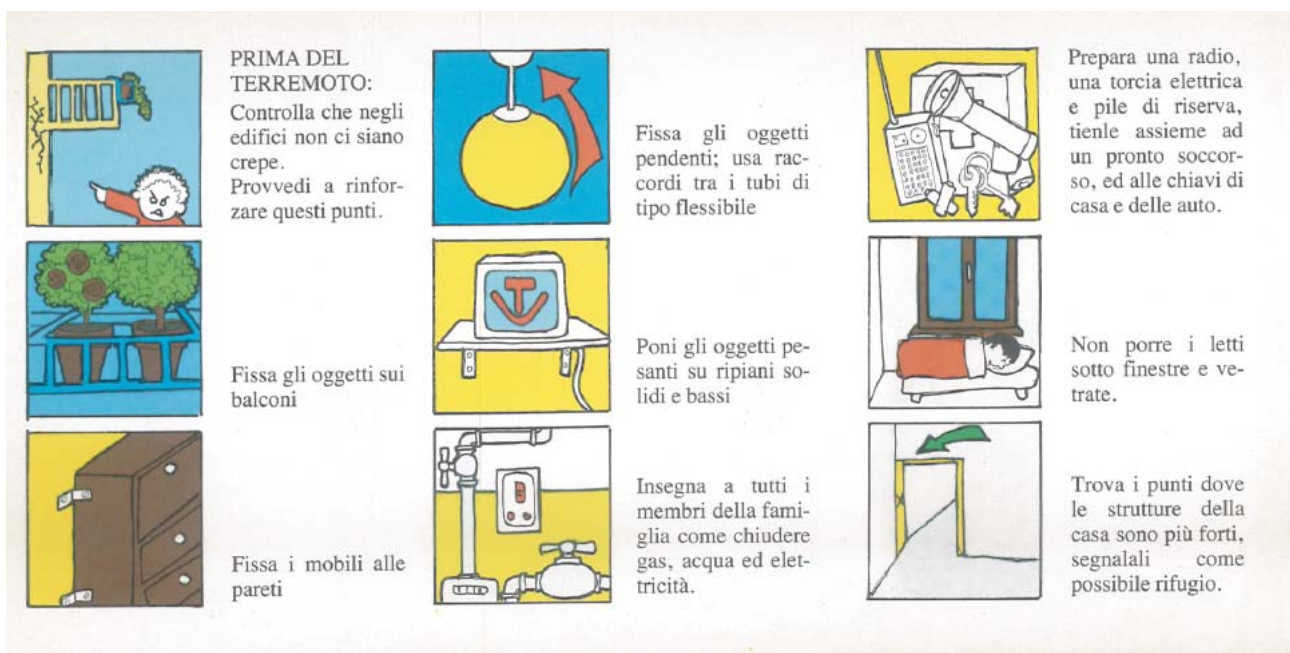 PRIMA DEL
TERREMOTO:
Controlla che negli
edifici non ci siano
crepe.
Provvedi a rinfor-
zare questi punti.
Fissa gli oggetti sui
balconi
Fissa i mobili alle
pareti
Fissa gli oggetti
pendenti; usa rac-
cordi tra i tubi di
tipo flessibile
TV
Poni gli oggetti pe-
santi su ripiani so-
lidi e bassi
Insegna a tutti i
membri della fami-
glia come chiudere
gas, acqua ed elet-
tricità.
Prepara una radio,
una torcia elettrica
e pile di riserva,
tienle assieme ad
un pronto soccor-
so, ed alle chiavi di
casa e delle auto.
Non porre i letti
sotto finestre e ve-
trate.
Trova i punti dove
le strutture della
casa sono più forti,
segnalali come
possibile rifugio.